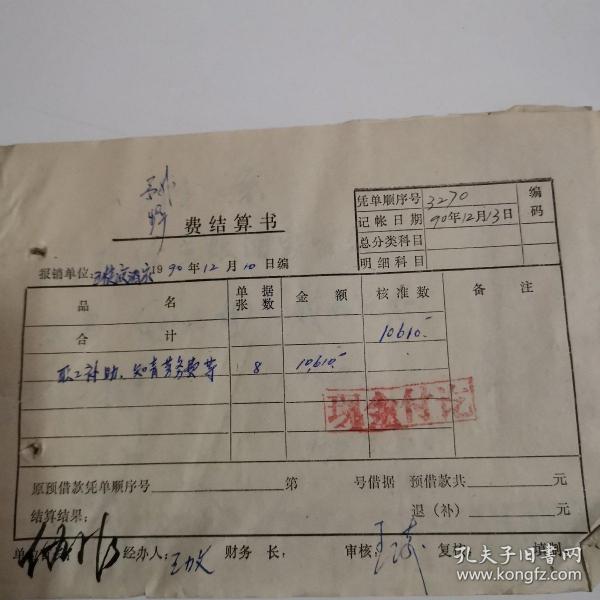 凭单顺序号 3270 编码
费结算书
记帐日期 90年12月13日
总分类科目
报销单位: 1990年12月10日编
明细科目
品名 单据张数 金额 核准数 备注
合计 10610.-
职工补助、知青劳务费等 8 10,610.-
现金付讫
原预借款凭单顺序号 第 号借据 预借款共 元
结算结果: 退(补) 元
经办人: 财务 长, 审核: 复核:
孔夫子旧书网
www.kongfz.com